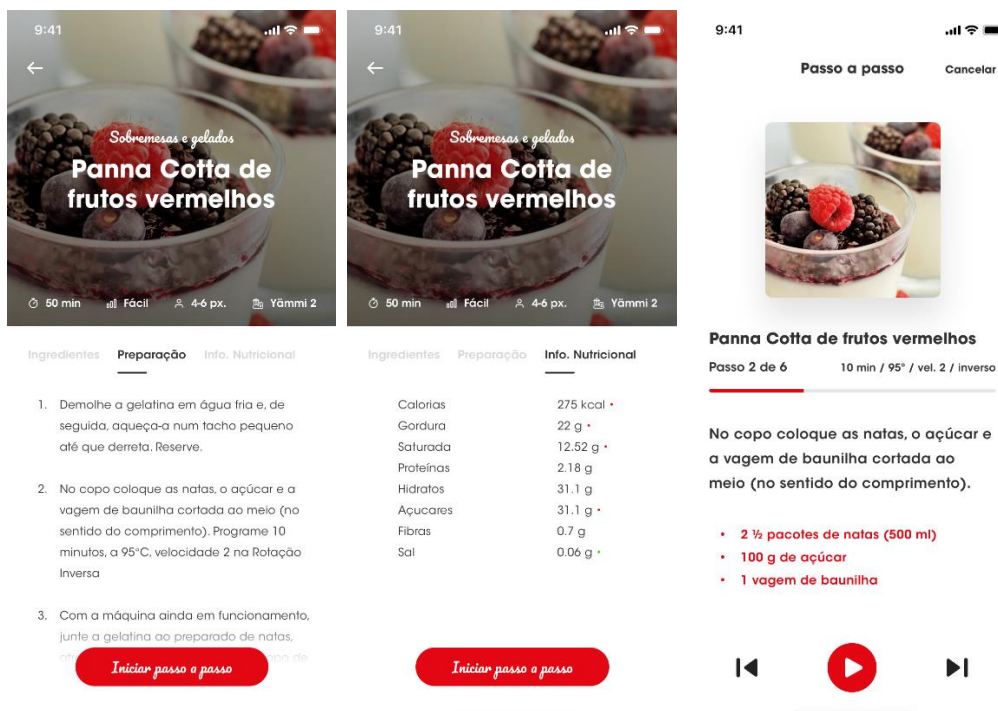 9:41
Sobremesas e gelados
Panna Cotta de
frutos vermelhos
50 min
Fácil
4-6 px.
Yämmi 2
Ingredientes
Preparação
Info. Nutricional
1. Demolhe a gelatina em água fria e, de
seguida, aqueça-a num tacho pequeno
até que derreta. Reserve.
2. No copo coloque as natas, o açúcar e a
vagem de baunilha cortada ao meio (no
sentido do comprimento). Programe 10
minutos, a 95°C, velocidade 2 na Rotação
Inversa
3. Com a máquina ainda em funcionamento,
junte a gelatina ao preparado de natas,
Iniciar passo a passo
9:41
Sobremesas e gelados
Panna Cotta de
frutos vermelhos
50 min
Fácil
4-6 px.
Yämmi 2
Ingredientes
Preparação
Info. Nutricional
Calorias 275 kcal •
Gordura 22 g •
Saturada 12.52 g •
Proteínas 2.18 g
Hidratos 31.1 g
Açucares 31.1 g •
Fibras 0.7 g
Sal 0.06 g •
Iniciar passo a passo
9:41
Passo a passo
Cancelar
Panna Cotta de frutos vermelhos
Passo 2 de 6
10 min / 95° / vel. 2 / inverso
No copo coloque as natas, o açúcar e
a vagem de baunilha cortada ao
meio (no sentido do comprimento).
• 2 ½ pacotes de natas (500 ml)
• 100 g de açúcar
• 1 vagem de baunilha